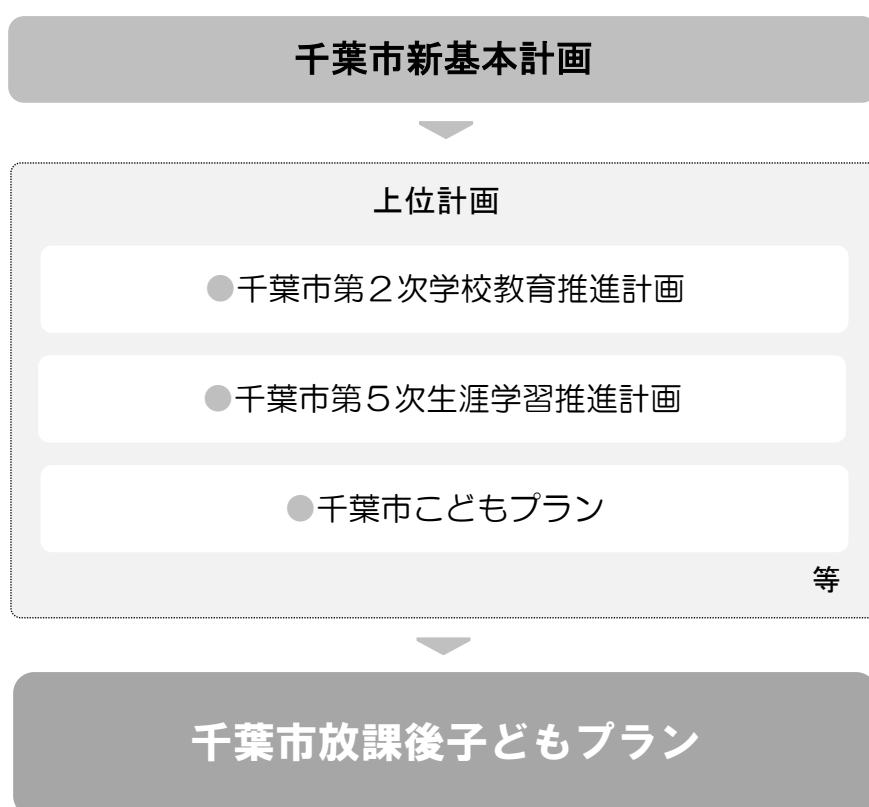 千葉市新基本計画
上位計画
●千葉市第２次学校教育推進計画
●千葉市第５次生涯学習推進計画
●千葉市こどもプラン
等
千葉市放課後子どもプラン